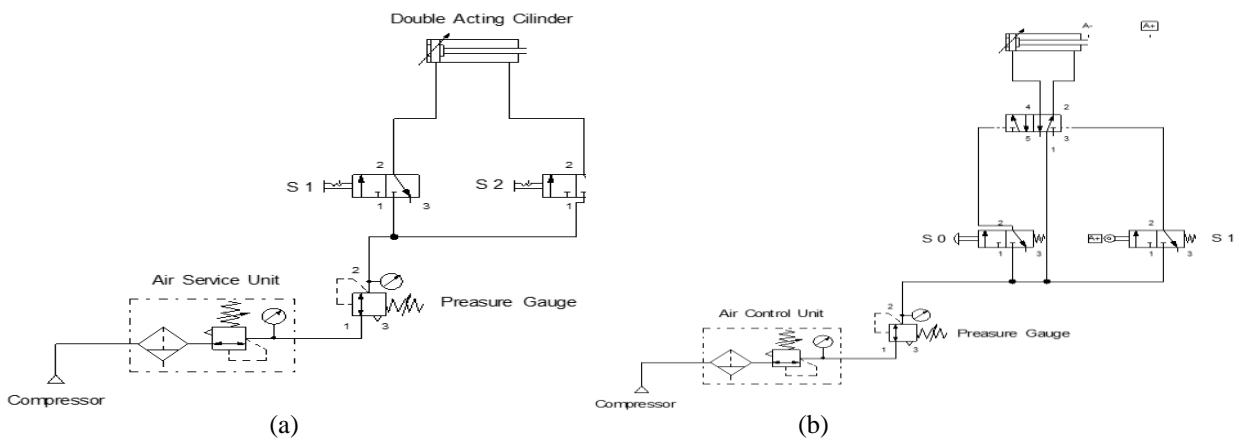 Double Acting Cylinder
S 1
2
1
3
S 2
2
1
2
1
3
Preasure Gauge
Air Service Unit
Compressor
(a)
A-
A+
4
2
5
3
1
S 0
2
1
3
A+
2
1
3
S 1
2
1
3
Preasure Gauge
Air Control Unit
Compressor
(b)